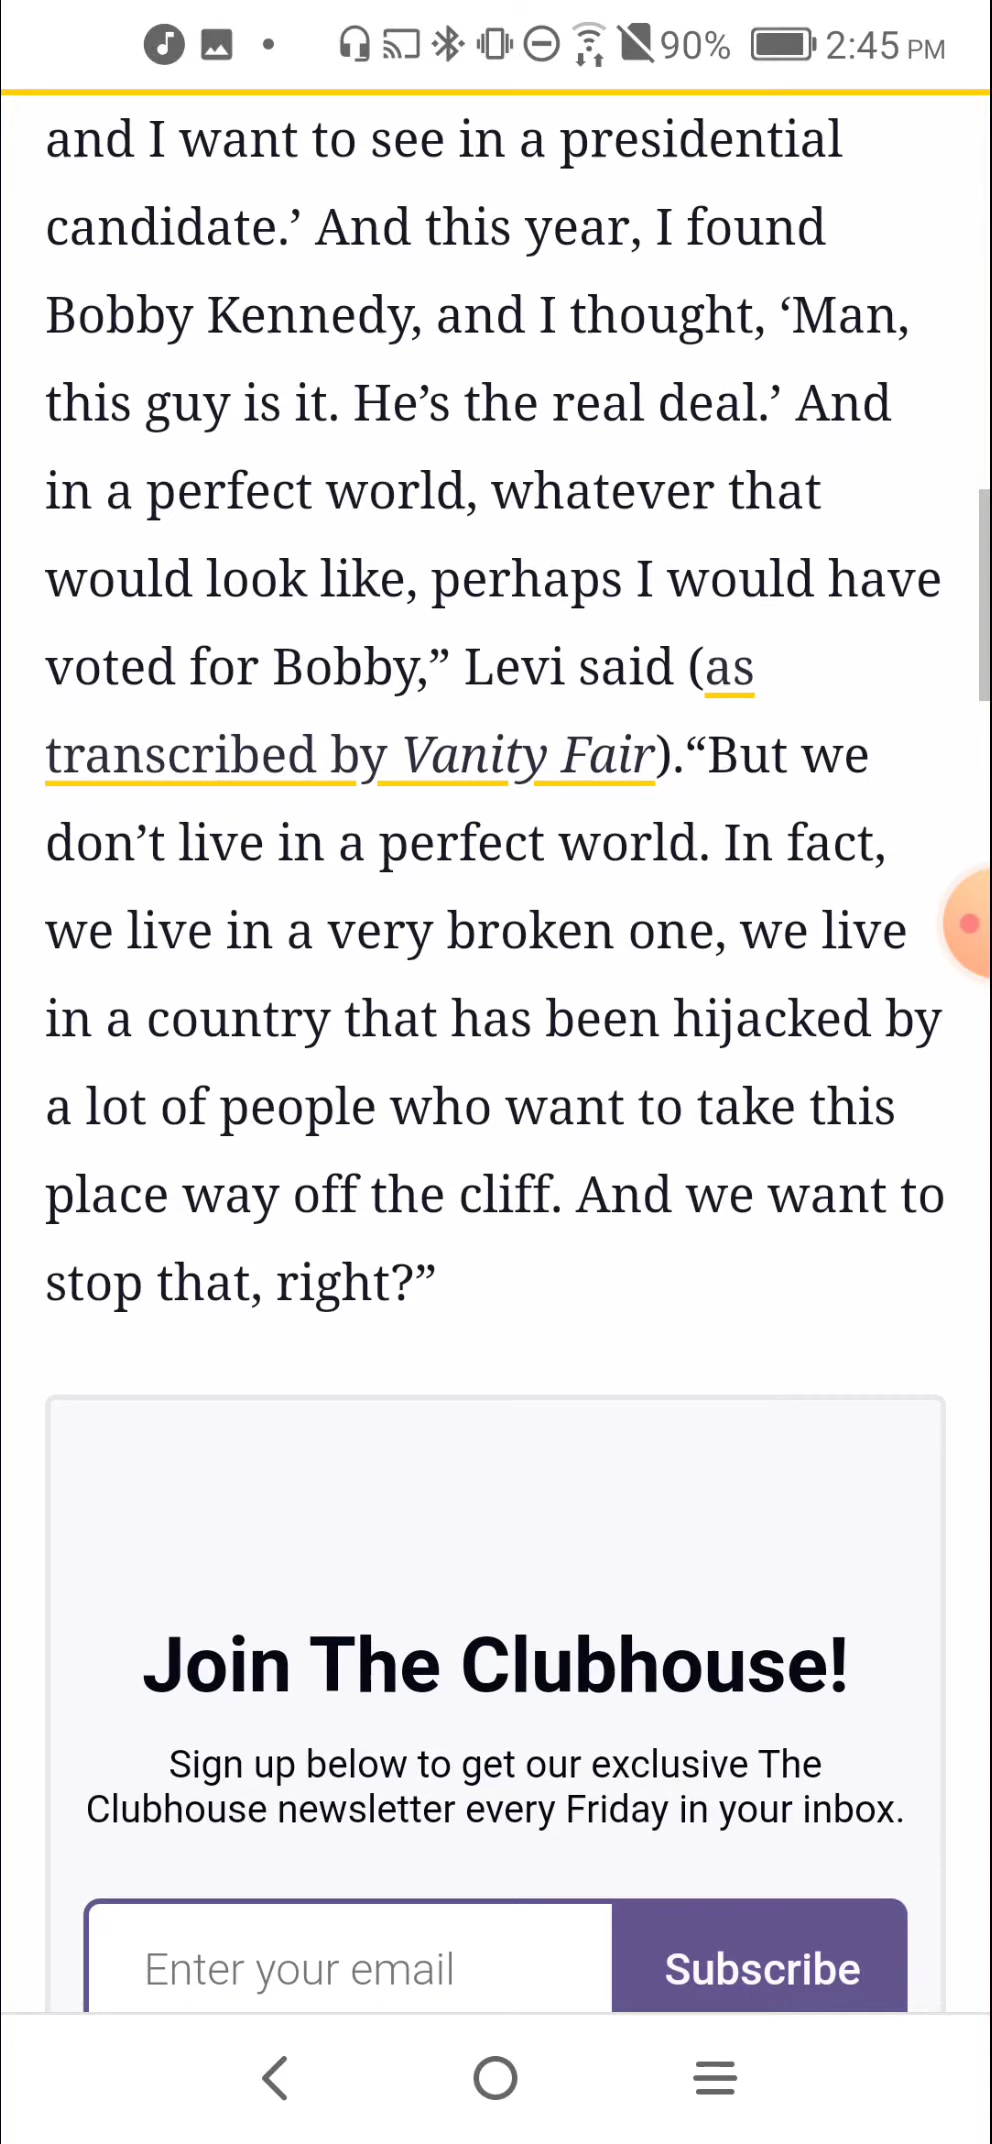 90% 2:45 PM
and I want to see in a presidential
candidate.’ And this year, I found
Bobby Kennedy, and I thought, ‘Man,
this guy is it. He’s the real deal.’ And
in a perfect world, whatever that
would look like, perhaps I would have
voted for Bobby,” Levi said (as
transcribed by Vanity Fair).“But we
don’t live in a perfect world. In fact,
we live in a very broken one, we live
in a country that has been hijacked by
a lot of people who want to take this
place way off the cliff. And we want to
stop that, right?”
Join The Clubhouse!
Sign up below to get our exclusive The
Clubhouse newsletter every Friday in your inbox.
Enter your email Subscribe